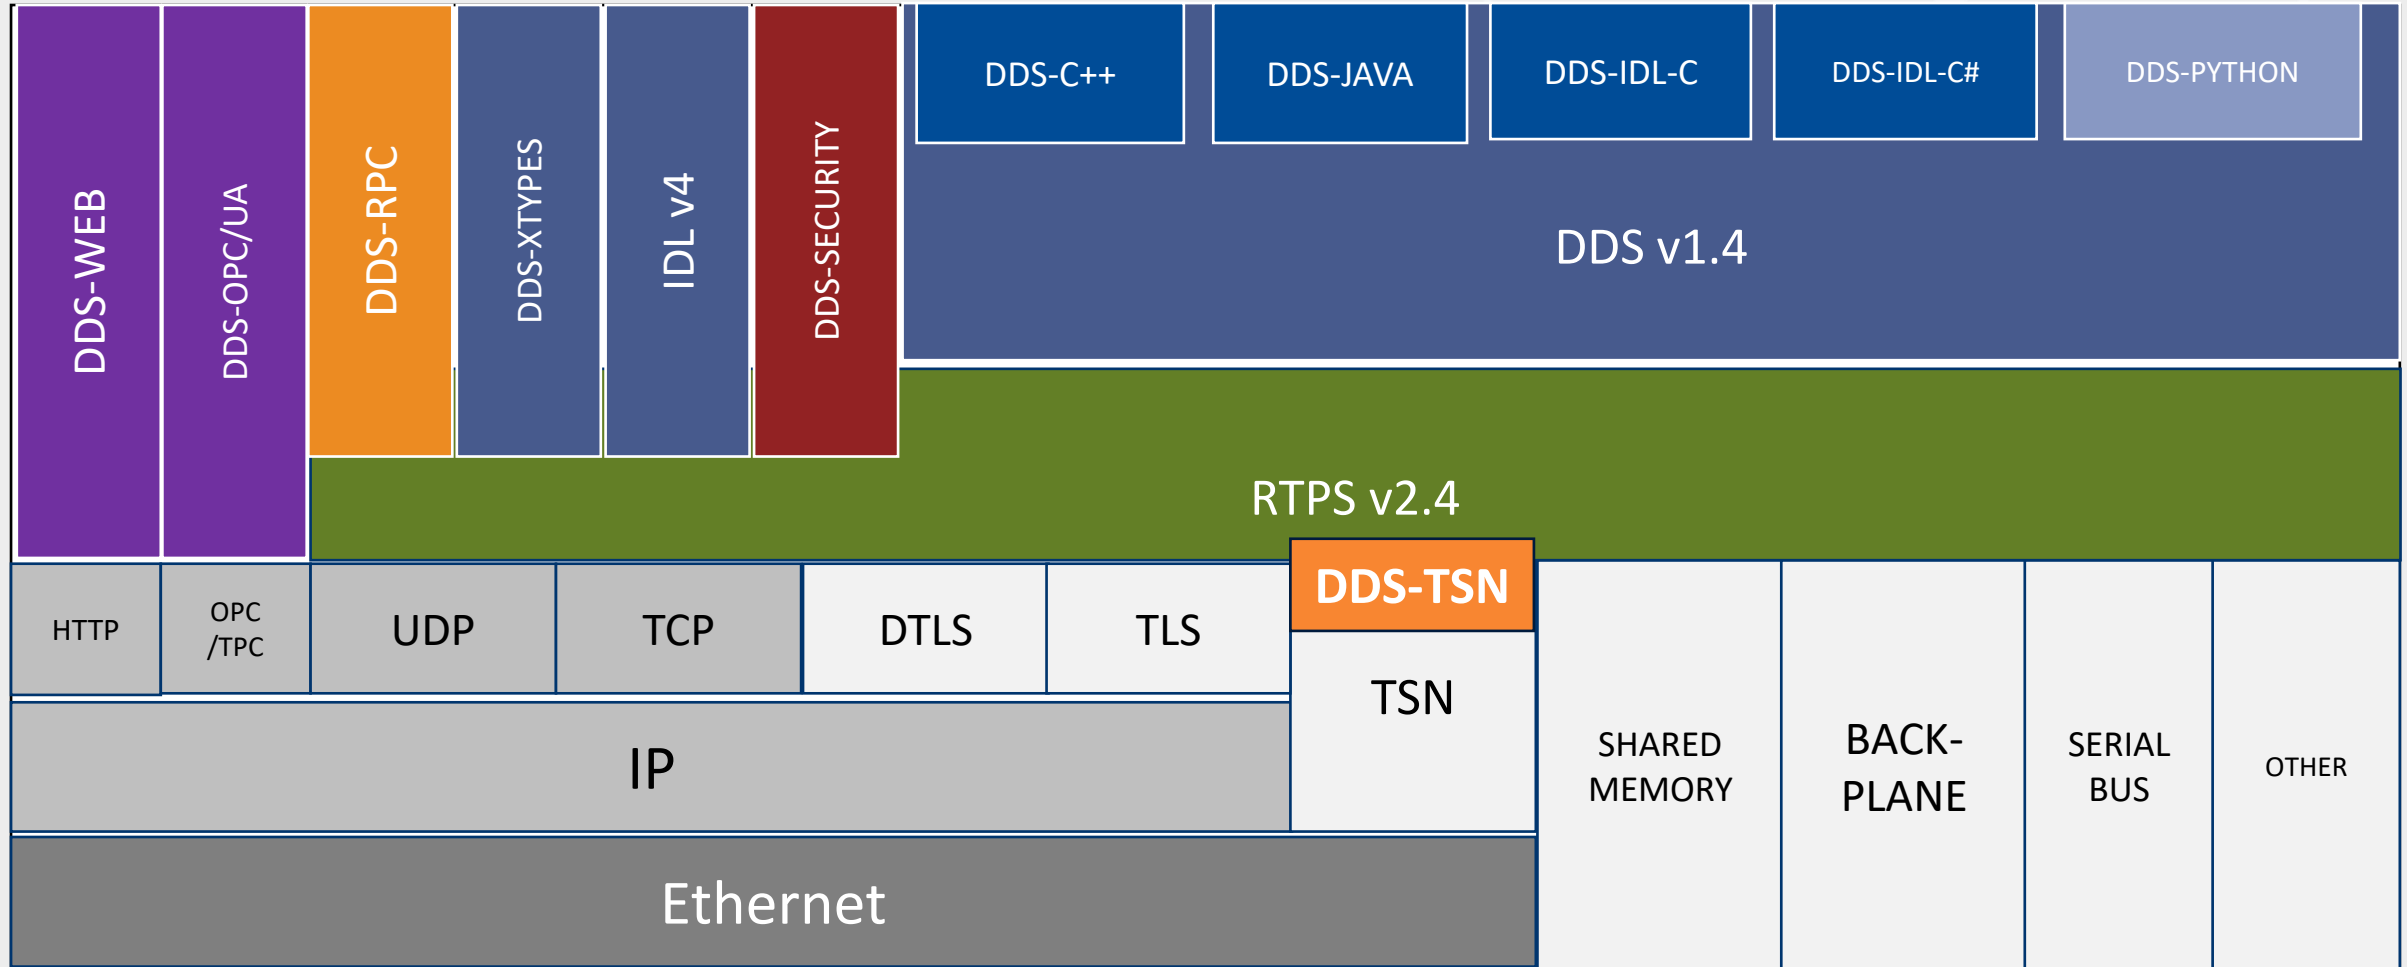 DDS-WEB
DDS-OPC/UA
DDS-RPC
DDS-XTYPES
IDL v4
DDS-SECURITY
DDS-C++
DDS-JAVA
DDS-IDL-C
DDS-IDL-C#
DDS-PYTHON
DDS v1.4
RTPS v2.4
HTTP
OPC
/TPC
UDP
TCP
DTLS
TLS
DDS-TSN
TSN
IP
Ethernet
SHARED
MEMORY
BACK-
PLANE
SERIAL
BUS
OTHER